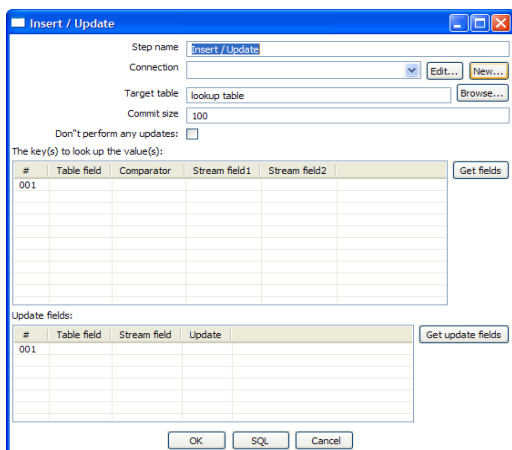 Insert / Update
Step name Insert / Update
Connection Edit... New...
Target table lookup table Browse...
Commit size 100
Don"t perform any updates:
The key(s) to look up the value(s):
# Table field Comparator Stream field1 Stream field2 Get fields
001
Update fields:
# Table field Stream field Update Get update fields
001
OK SQL Cancel